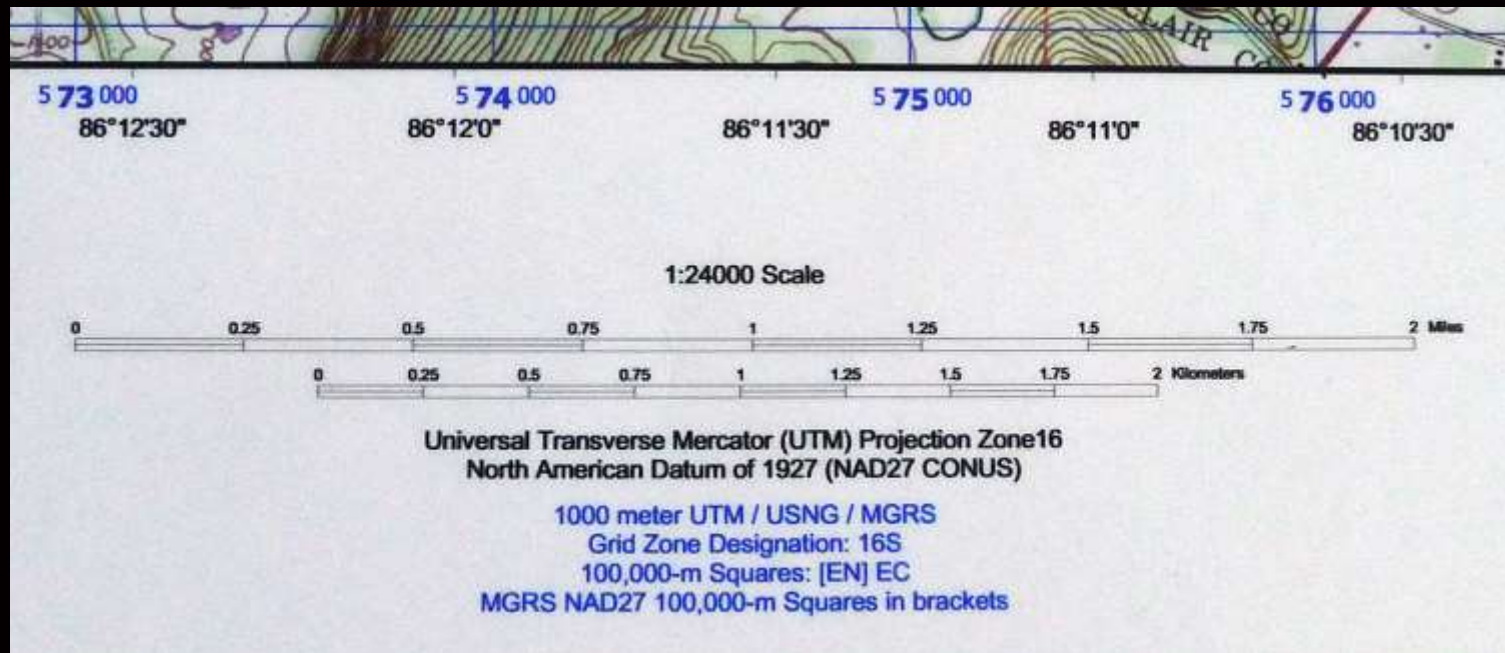 1400
CLAIR CO
CO
5 73 000 5 74 000 5 75 000 5 76 000
86°12'30" 86°12'0" 86°11'30" 86°11'0" 86°10'30"
1:24000 Scale
0 0.25 0.5 0.75 1 1.25 1.5 1.75 2 Miles
0 0.25 0.5 0.75 1 1.25 1.5 1.75 2 Kilometers
Universal Transverse Mercator (UTM) Projection Zone16
North American Datum of 1927 (NAD27 CONUS)
1000 meter UTM / USNG / MGRS
Grid Zone Designation: 16S
100,000-m Squares: [EN] EC
MGRS NAD27 100,000-m Squares in brackets